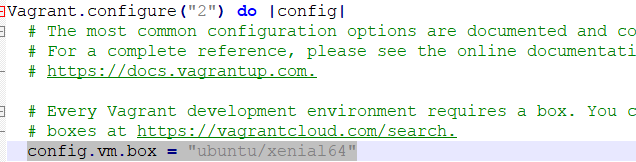 Vagrant.configure("2") do |config|
# The most common configuration options are documented and co
# For a complete reference, please see the online documentati
# https://docs.vagrantup.com.
# Every Vagrant development environment requires a box. You c
# boxes at https://vagrantcloud.com/search.
config.vm.box = "ubuntu/xenial64"